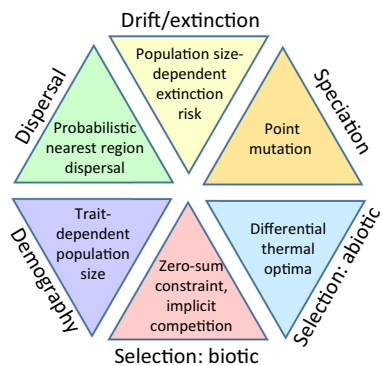 Drift/extinction
Population size-
dependent
extinction
risk
Dispersal
Probabilistic
nearest region
dispersal
Speciation
Point
mutation
Demography
Trait-
dependent
population
size
Zero-sum
constraint,
implicit
competition
Selection: biotic
Differential
thermal
optima
Selection: abiotic